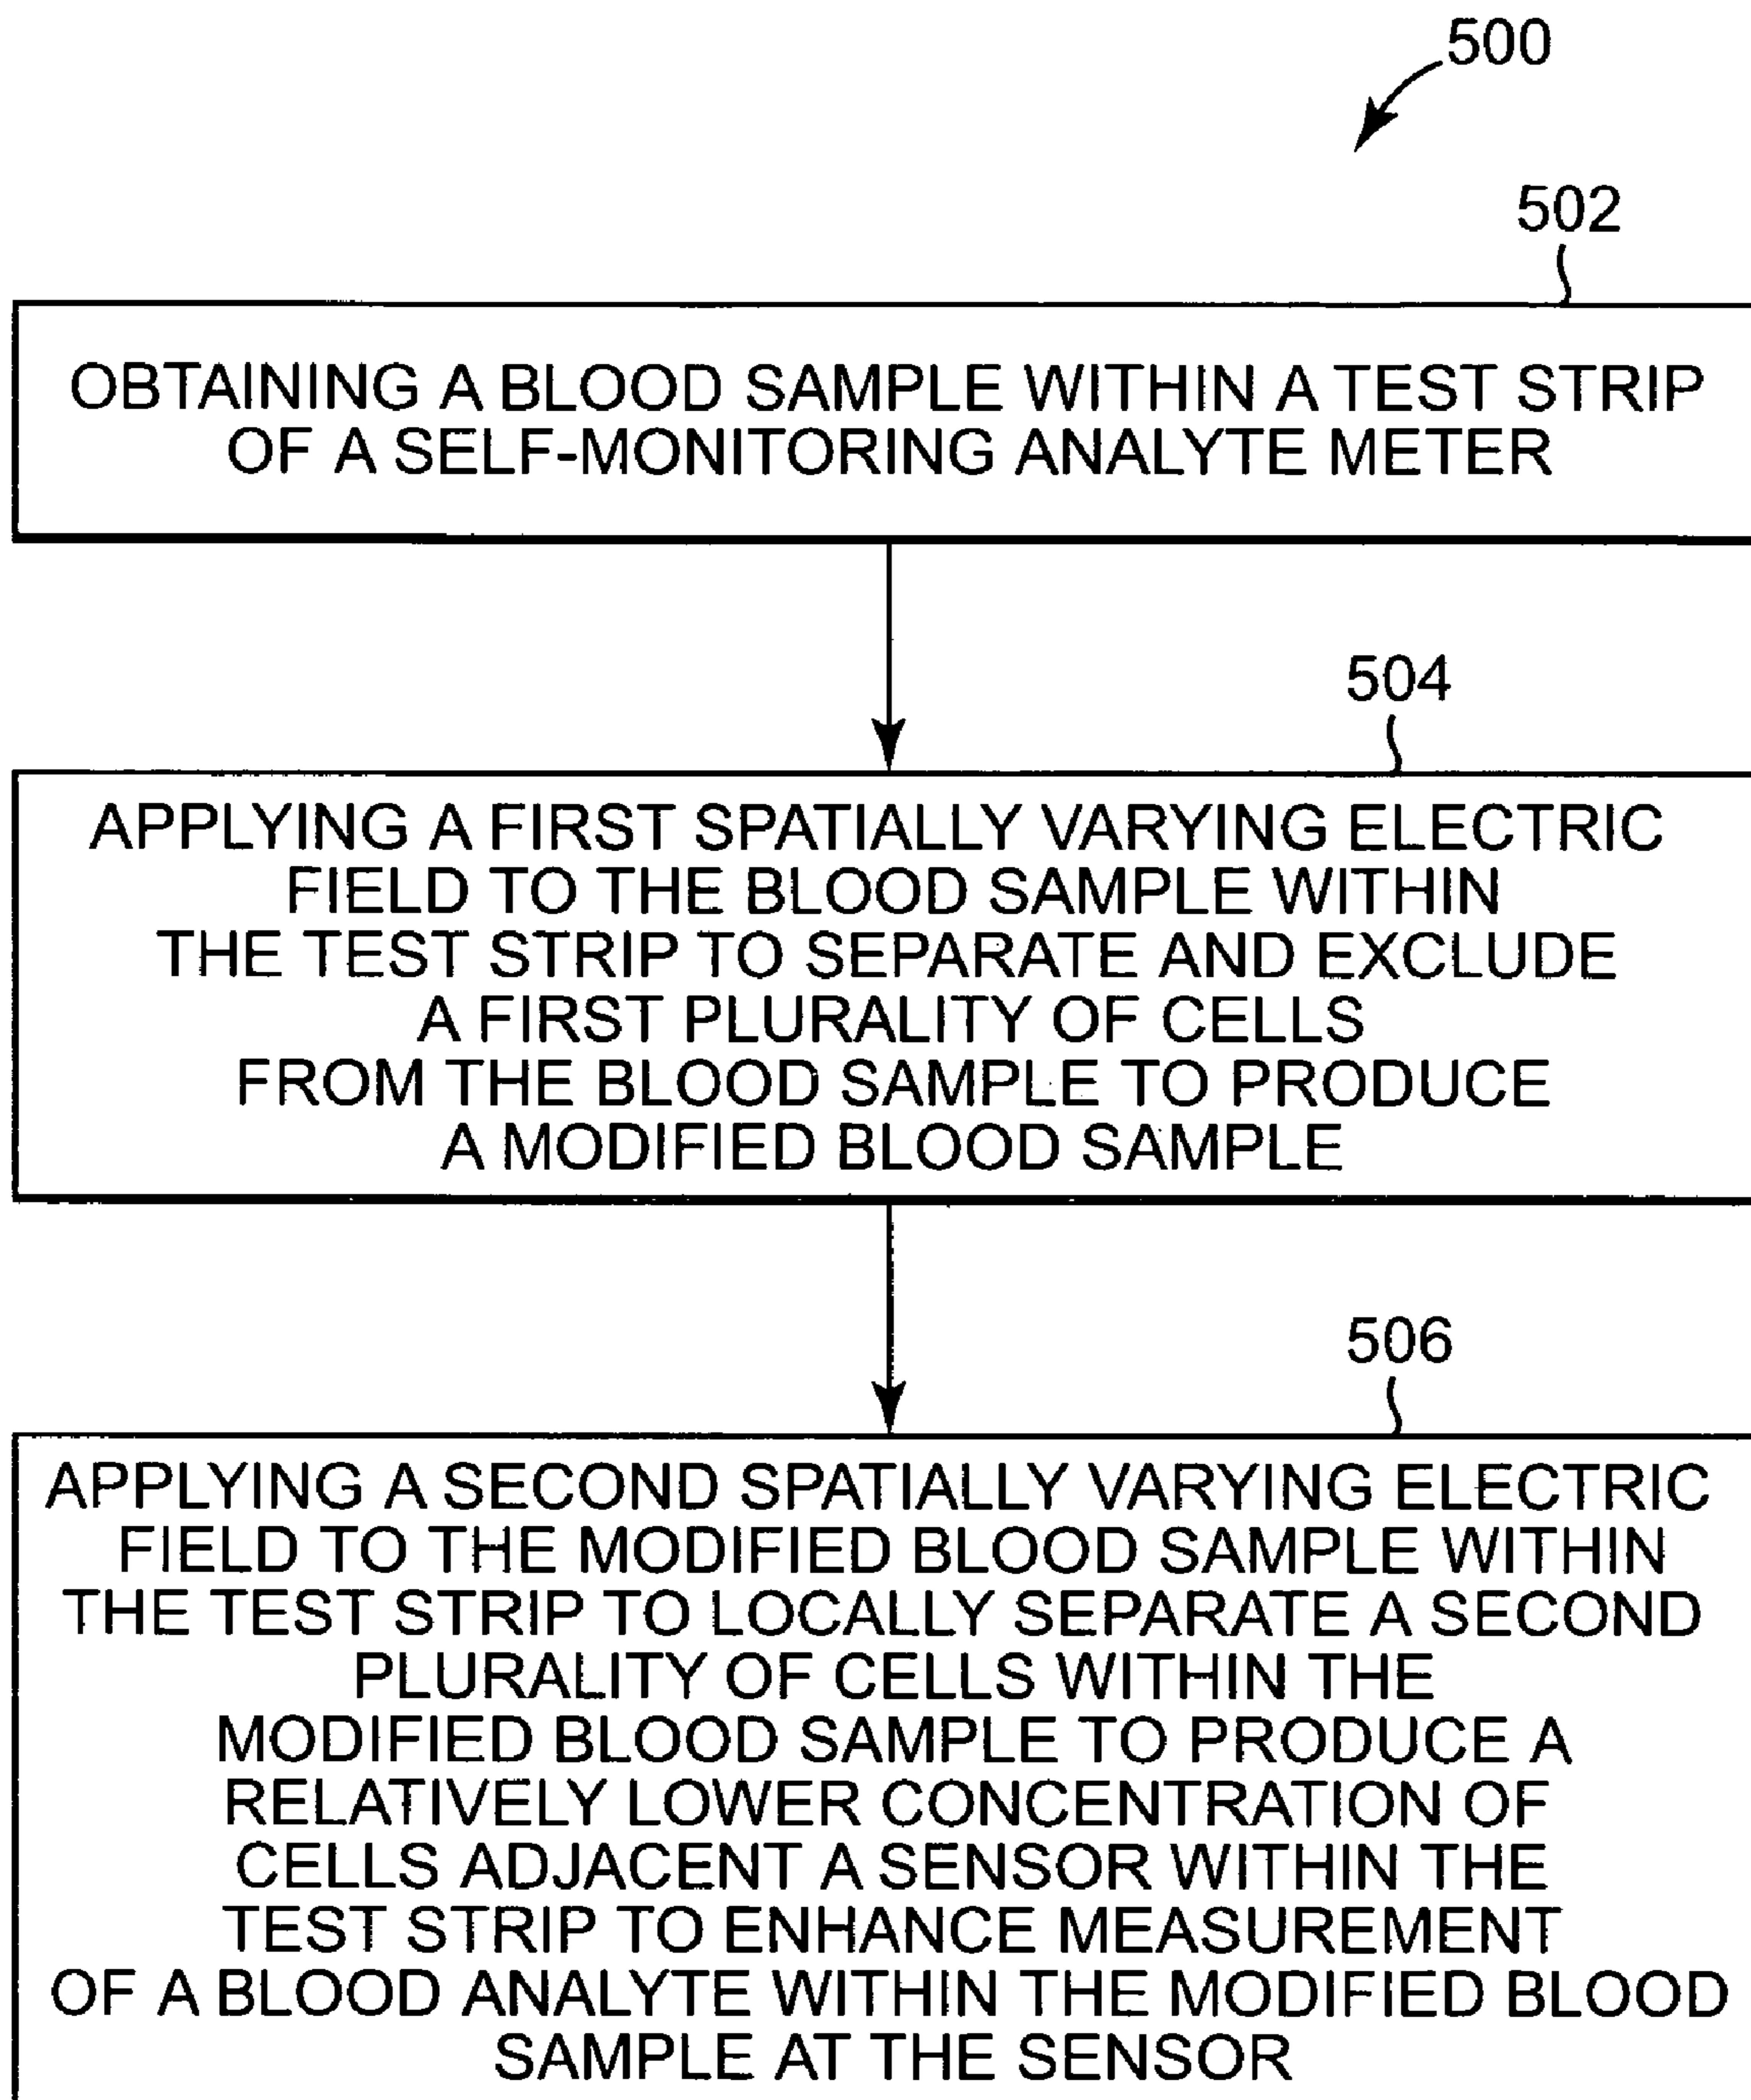 500
502
OBTAINING A BLOOD SAMPLE WITHIN A TEST STRIP
OF A SELF-MONITORING ANALYTE METER
504
APPLYING A FIRST SPATIALLY VARYING ELECTRIC
FIELD TO THE BLOOD SAMPLE WITHIN
THE TEST STRIP TO SEPARATE AND EXCLUDE
A FIRST PLURALITY OF CELLS
FROM THE BLOOD SAMPLE TO PRODUCE
A MODIFIED BLOOD SAMPLE
506
APPLYING A SECOND SPATIALLY VARYING ELECTRIC
FIELD TO THE MODIFIED BLOOD SAMPLE WITHIN
THE TEST STRIP TO LOCALLY SEPARATE A SECOND
PLURALITY OF CELLS WITHIN THE
MODIFIED BLOOD SAMPLE TO PRODUCE A
RELATIVELY LOWER CONCENTRATION OF
CELLS ADJACENT A SENSOR WITHIN THE
TEST STRIP TO ENHANCE MEASUREMENT
OF A BLOOD ANALYTE WITHIN THE MODIFIED BLOOD
SAMPLE AT THE SENSOR